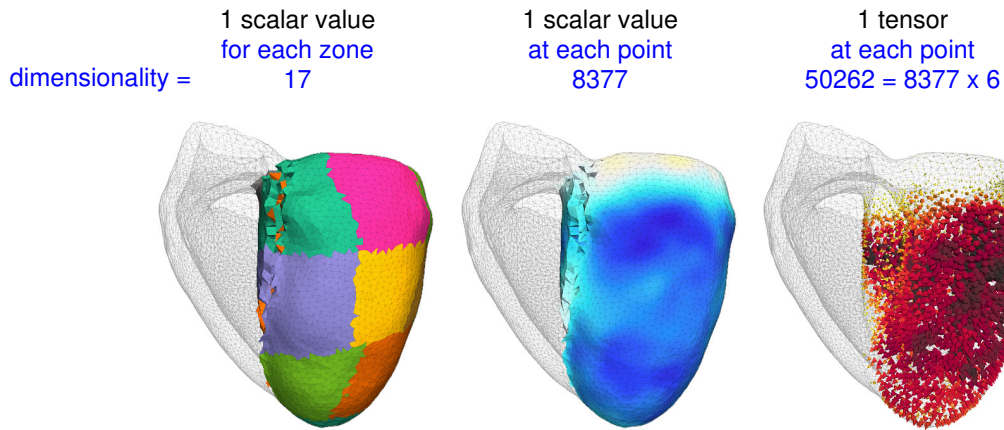 1 scalar value
for each zone
1 scalar value
at each point
1 tensor
at each point
dimensionality =
17
8377
50262 = 8377 x 6